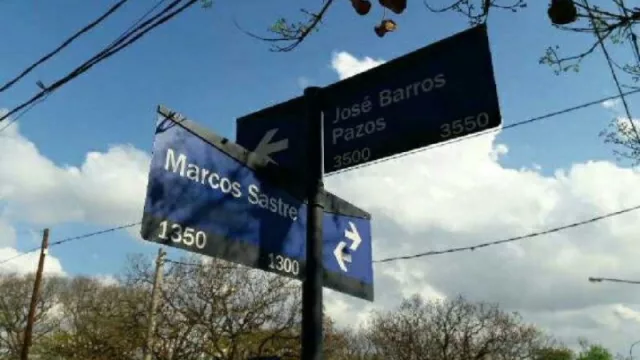 José Barros
Pazos
3500 3550
Marcos Sastre
1350 1300